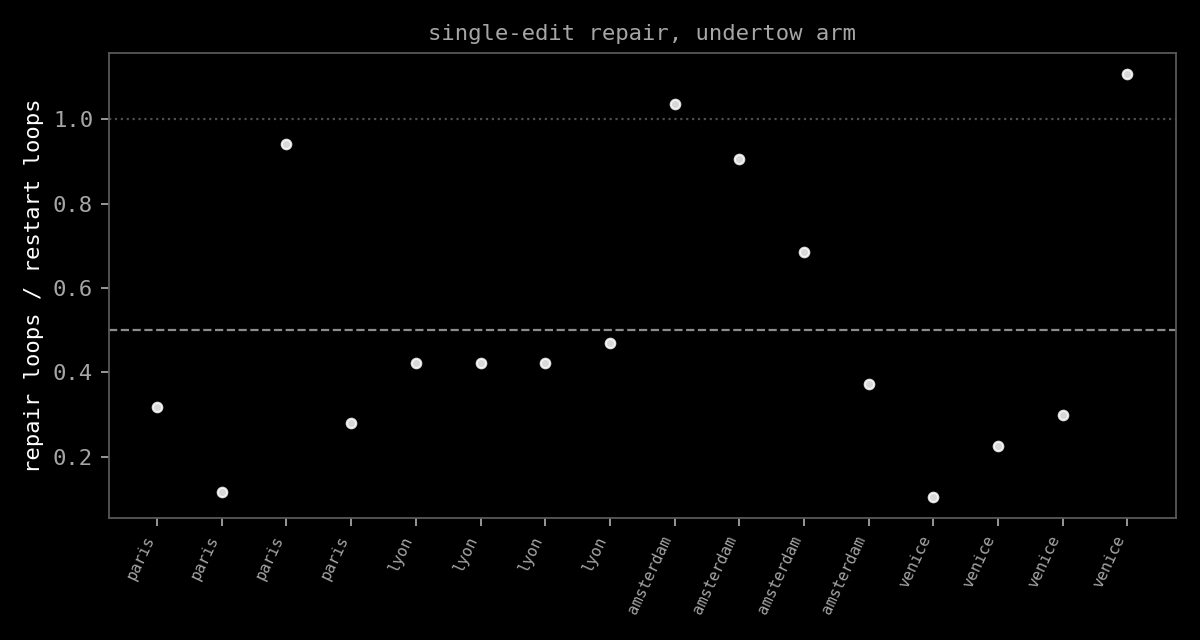 single-edit repair, undertow arm
repair loops / restart loops
1.0
0.8
0.6
0.4
0.2
paris
paris
paris
paris
lyon
lyon
lyon
lyon
amsterdam
amsterdam
amsterdam
amsterdam
venice
venice
venice
venice